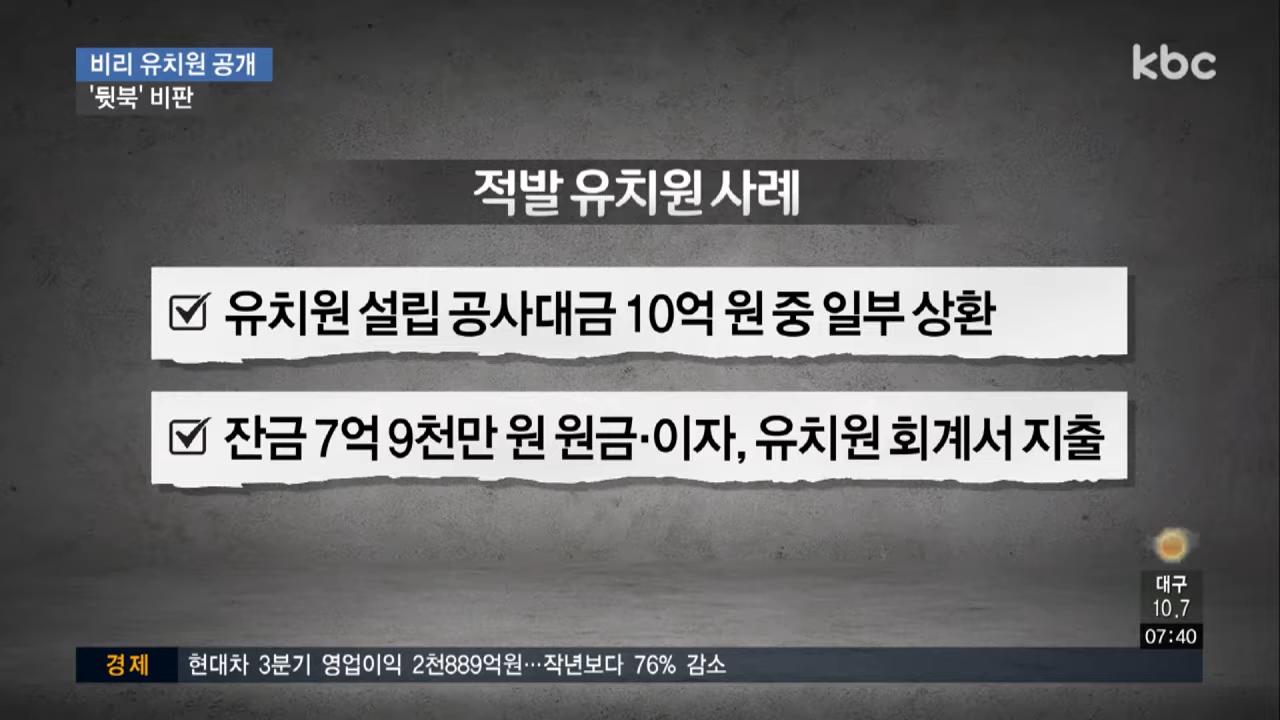 비리 유치원 공개
'뒷북' 비판
kbc
적발 유치원 사례
유치원 설립 공사대금 10억 원 중 일부 상환
잔금 7억 9천만 원 원금·이자, 유치원 회계서 지출
대구
10.7
07:40
경제 현대차 3분기 영업이익 2천889억원…작년보다 76% 감소